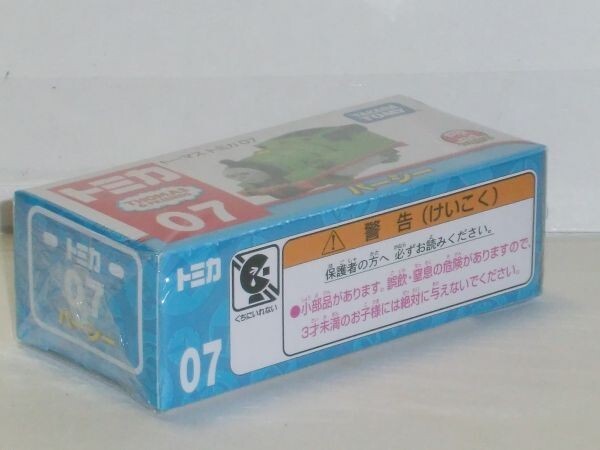 トーマストミカ 07
トミカ
THOMAS
07
TAKARA
TOMY
パーシー
トミカ
07
パーシー
トミカ
くちにいれない
07
警告(けいこく)
保護者の方へ 必ずお読みください。
●小部品があります。誤飲・窒息の危険がありますので、
3才未満のお子様には絶対に与えないでください。